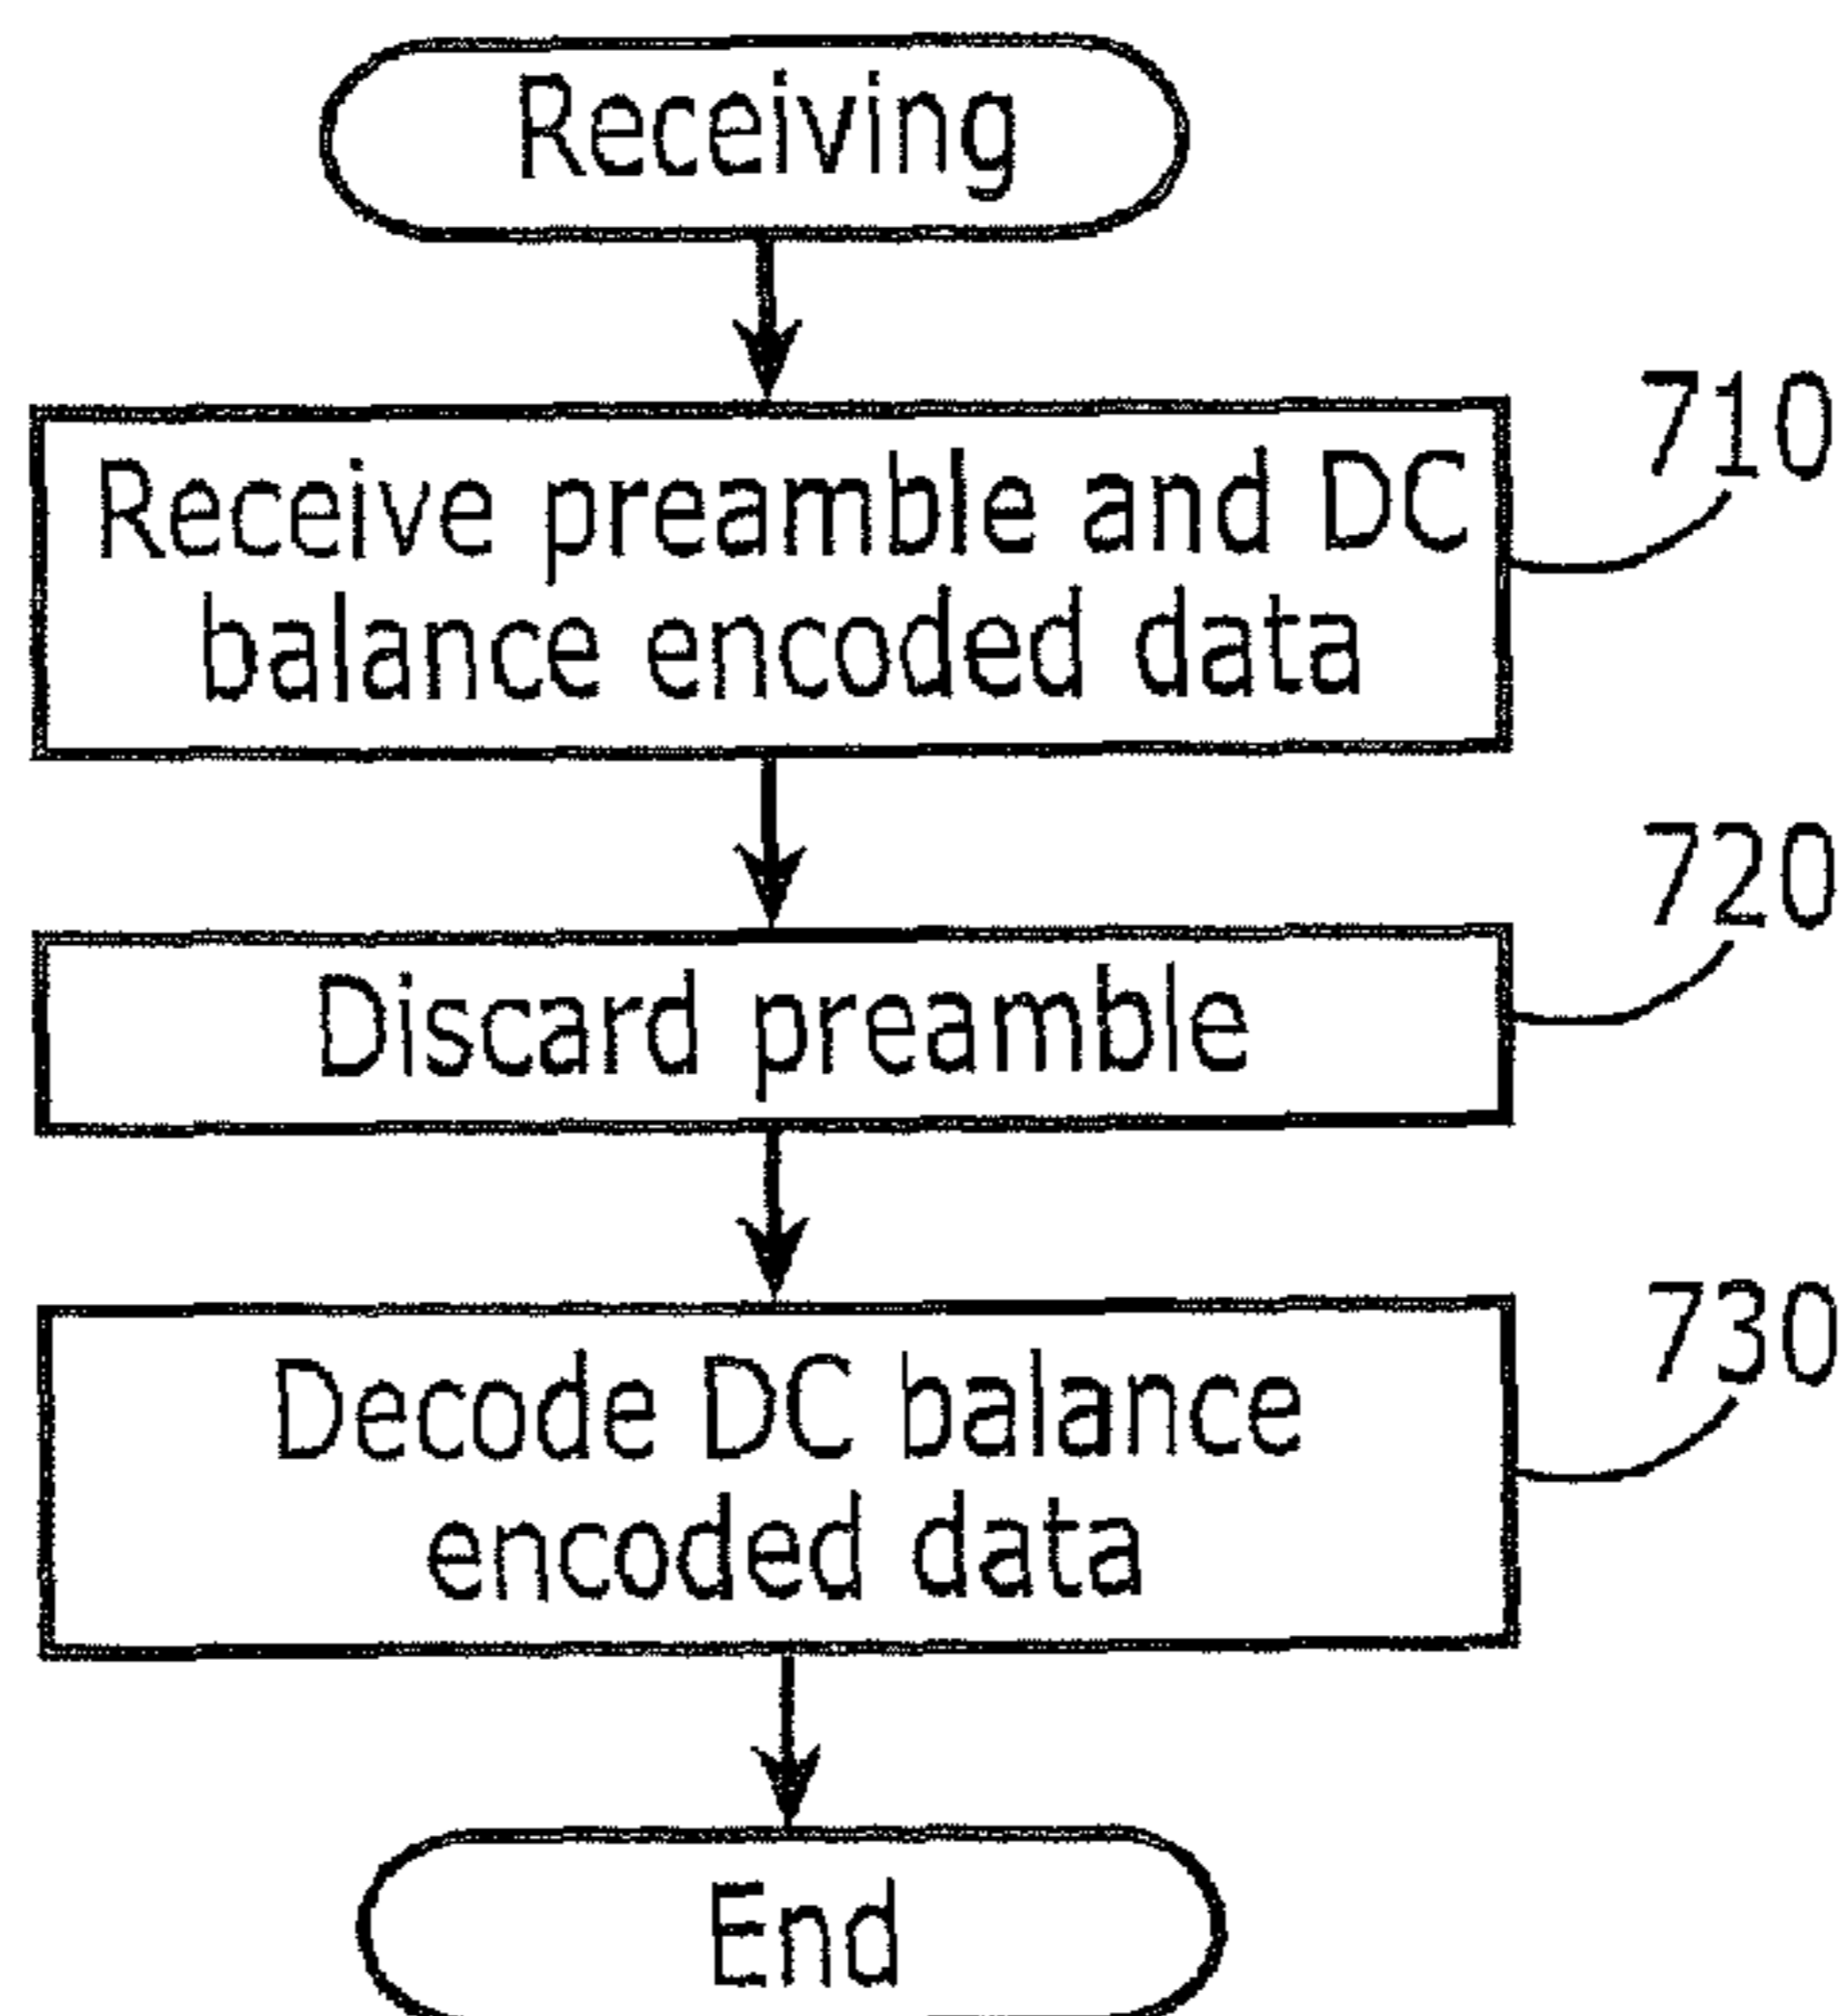 Receiving
710
Receive preamble and DC
balance encoded data
720
Discard preamble
730
Decode DC balance
encoded data
End